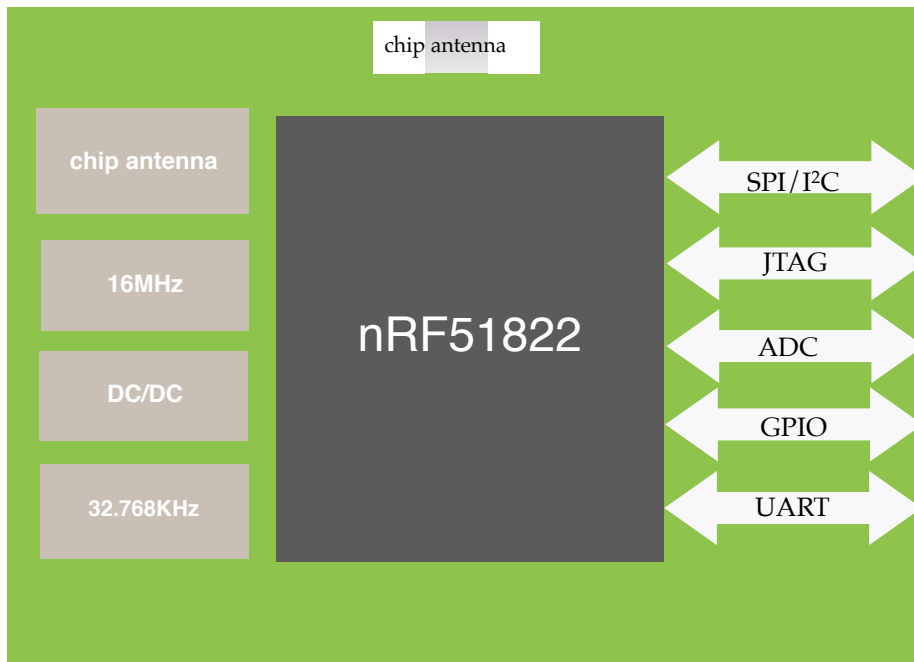 chip antenna
chip antenna
16MHz
DC/DC
32.768KHz
nRF51822
SPI/I²C
JTAG
ADC
GPIO
UART